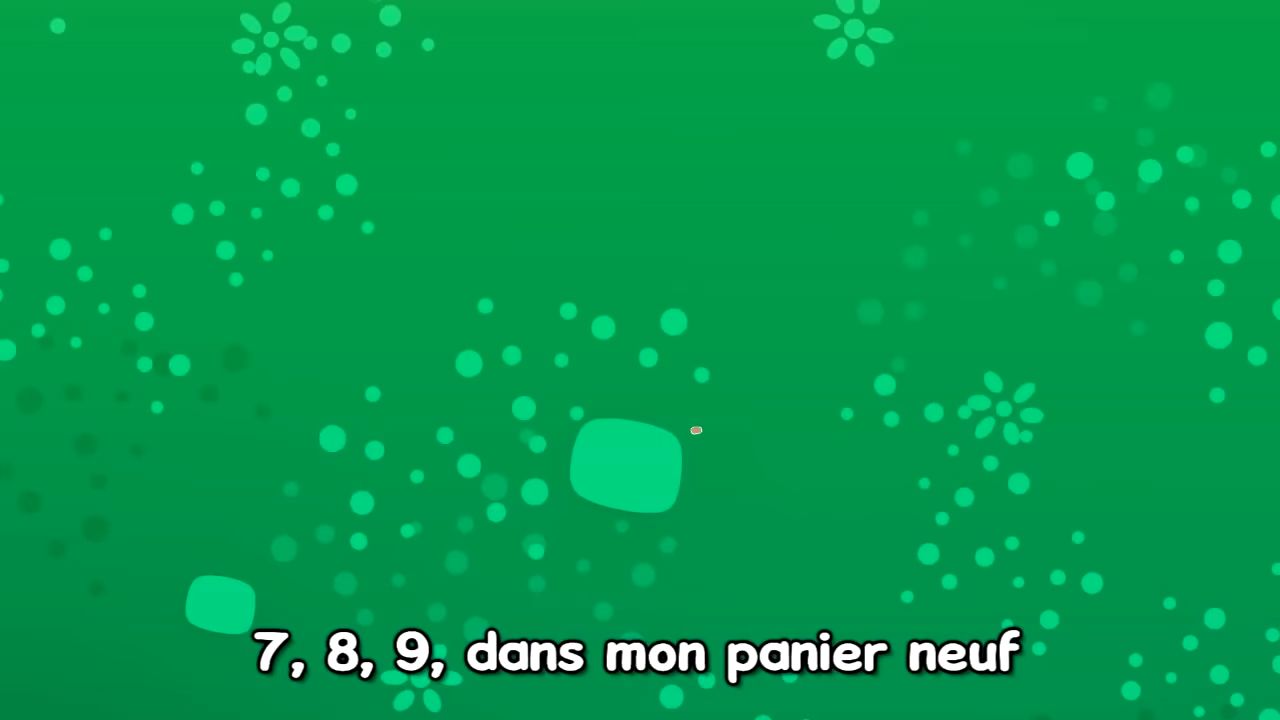 7, 8, 9, dans mon panier neuf